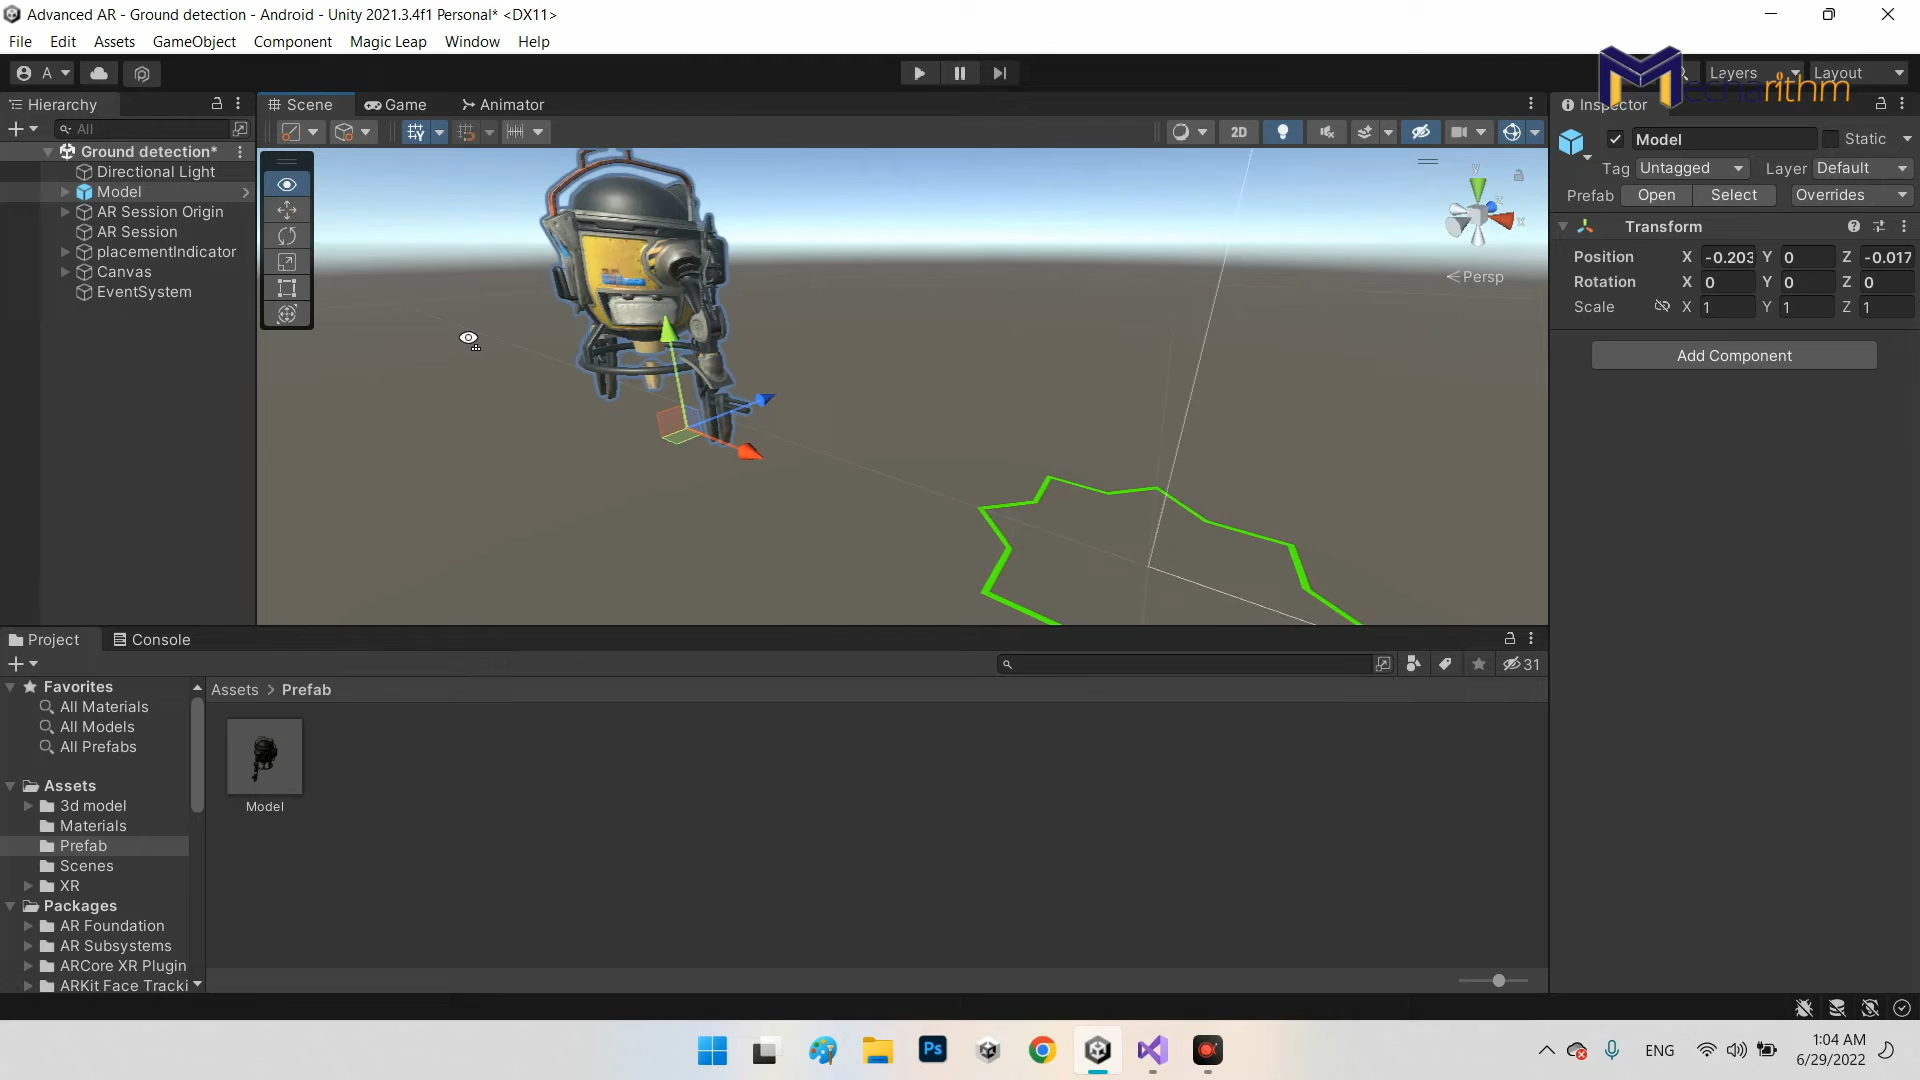 Advanced AR - Ground detection - Android - Unity 2021.3.4f1 Personal* <DX11>
File Edit Assets GameObject Component Magic Leap Window Help
A
Layers Layout
Mecharithm
Hierarchy
All
Ground detection*
Directional Light
Model
AR Session Origin
AR Session
placementIndicator
Canvas
EventSystem
Scene Game Animator
2D
y
x
z
Persp
Inspector
Model Static
Tag Untagged Layer Default
Prefab Open Select Overrides
Transform
Position X -0.203 Y 0 Z -0.017
Rotation X 0 Y 0 Z 0
Scale X 1 Y 1 Z 1
Add Component
Project Console
31
Favorites
All Materials
All Models
All Prefabs
Assets
3d model
Materials
Prefab
Scenes
XR
Packages
AR Foundation
AR Subsystems
ARCore XR Plugin
ARKit Face Tracki
Assets > Prefab
Model
Ps
ENG
1:04 AM
6/29/2022